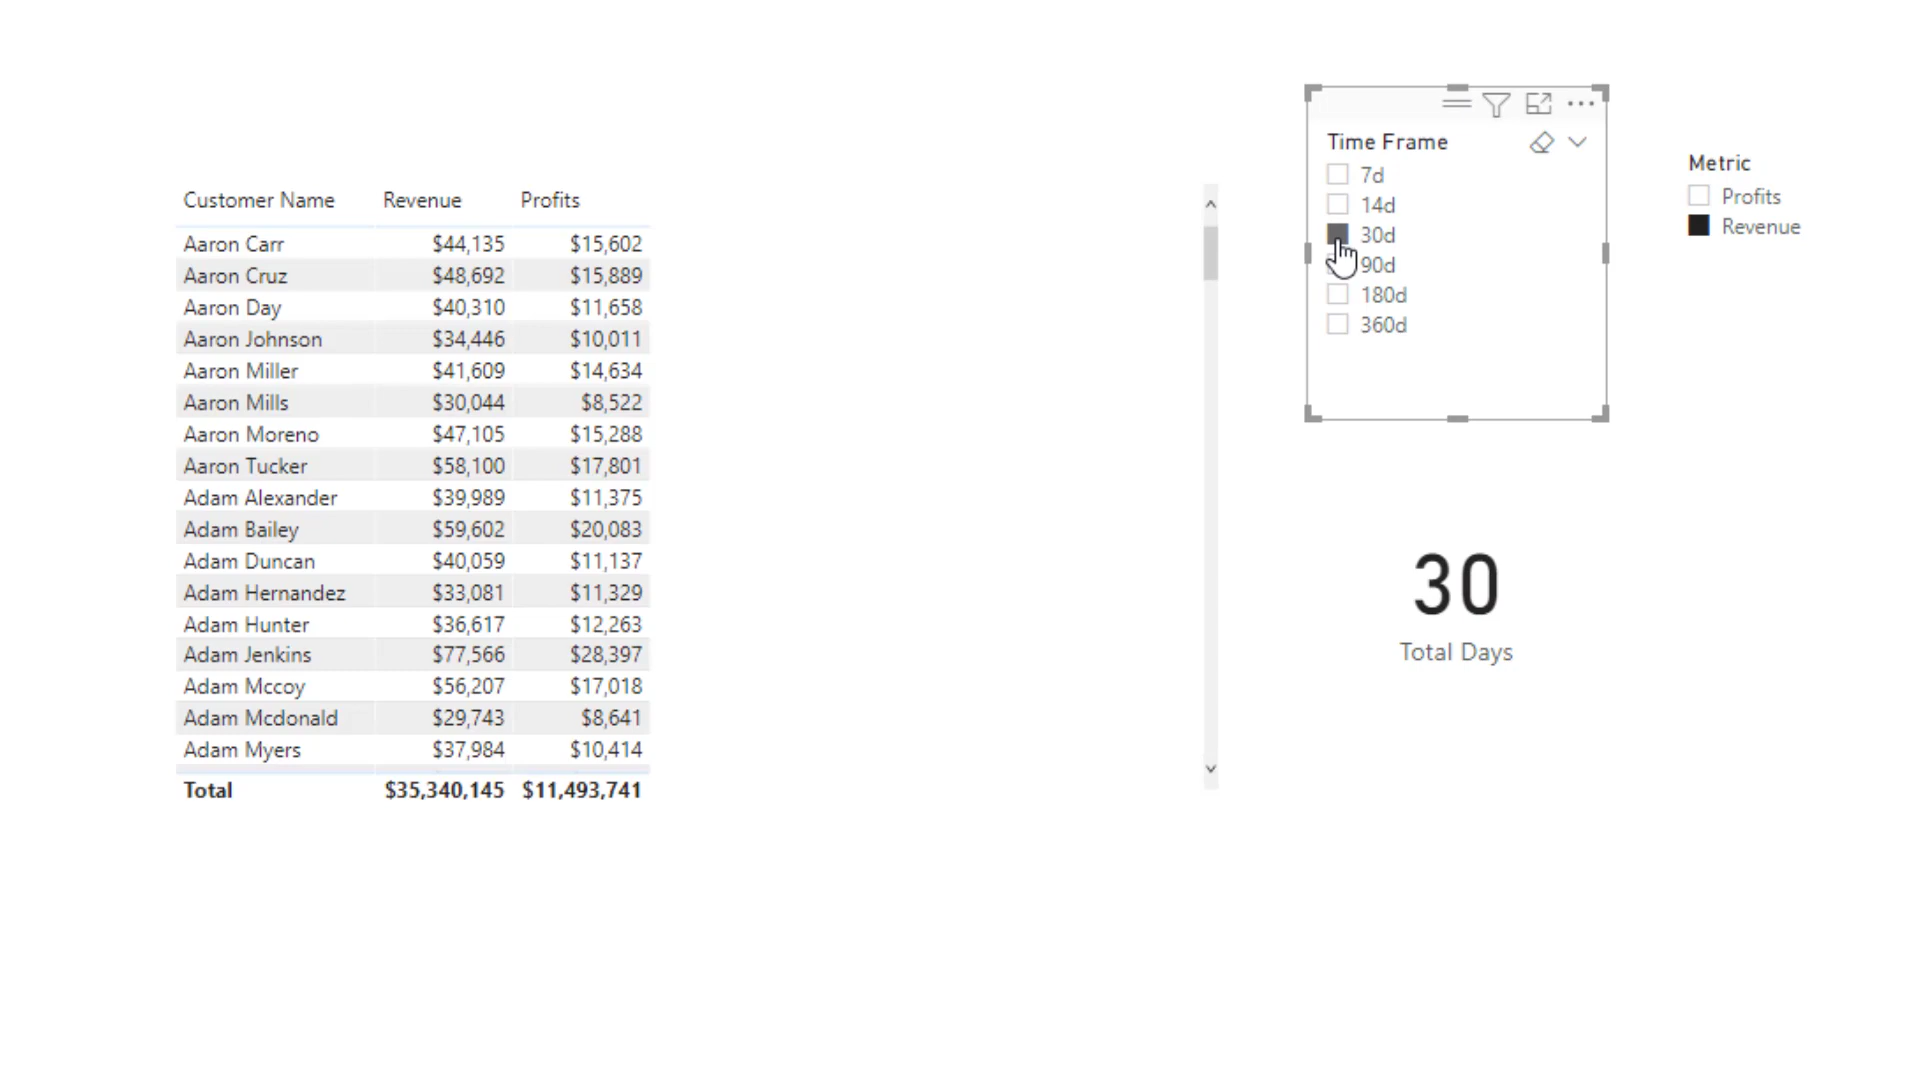 Customer Name Revenue Profits
Aaron Carr $44,135 $15,602
Aaron Cruz $48,692 $15,889
Aaron Day $40,310 $11,658
Aaron Johnson $34,446 $10,011
Aaron Miller $41,609 $14,634
Aaron Mills $30,044 $8,522
Aaron Moreno $47,105 $15,288
Aaron Tucker $58,100 $17,801
Adam Alexander $39,989 $11,375
Adam Bailey $59,602 $20,083
Adam Duncan $40,059 $11,137
Adam Hernandez $33,081 $11,329
Adam Hunter $36,617 $12,263
Adam Jenkins $77,566 $28,397
Adam Mccoy $56,207 $17,018
Adam Mcdonald $29,743 $8,641
Adam Myers $37,984 $10,414
Total $35,340,145 $11,493,741
Time Frame
7d
14d
30d
90d
180d
360d
Metric
Profits
Revenue
30
Total Days